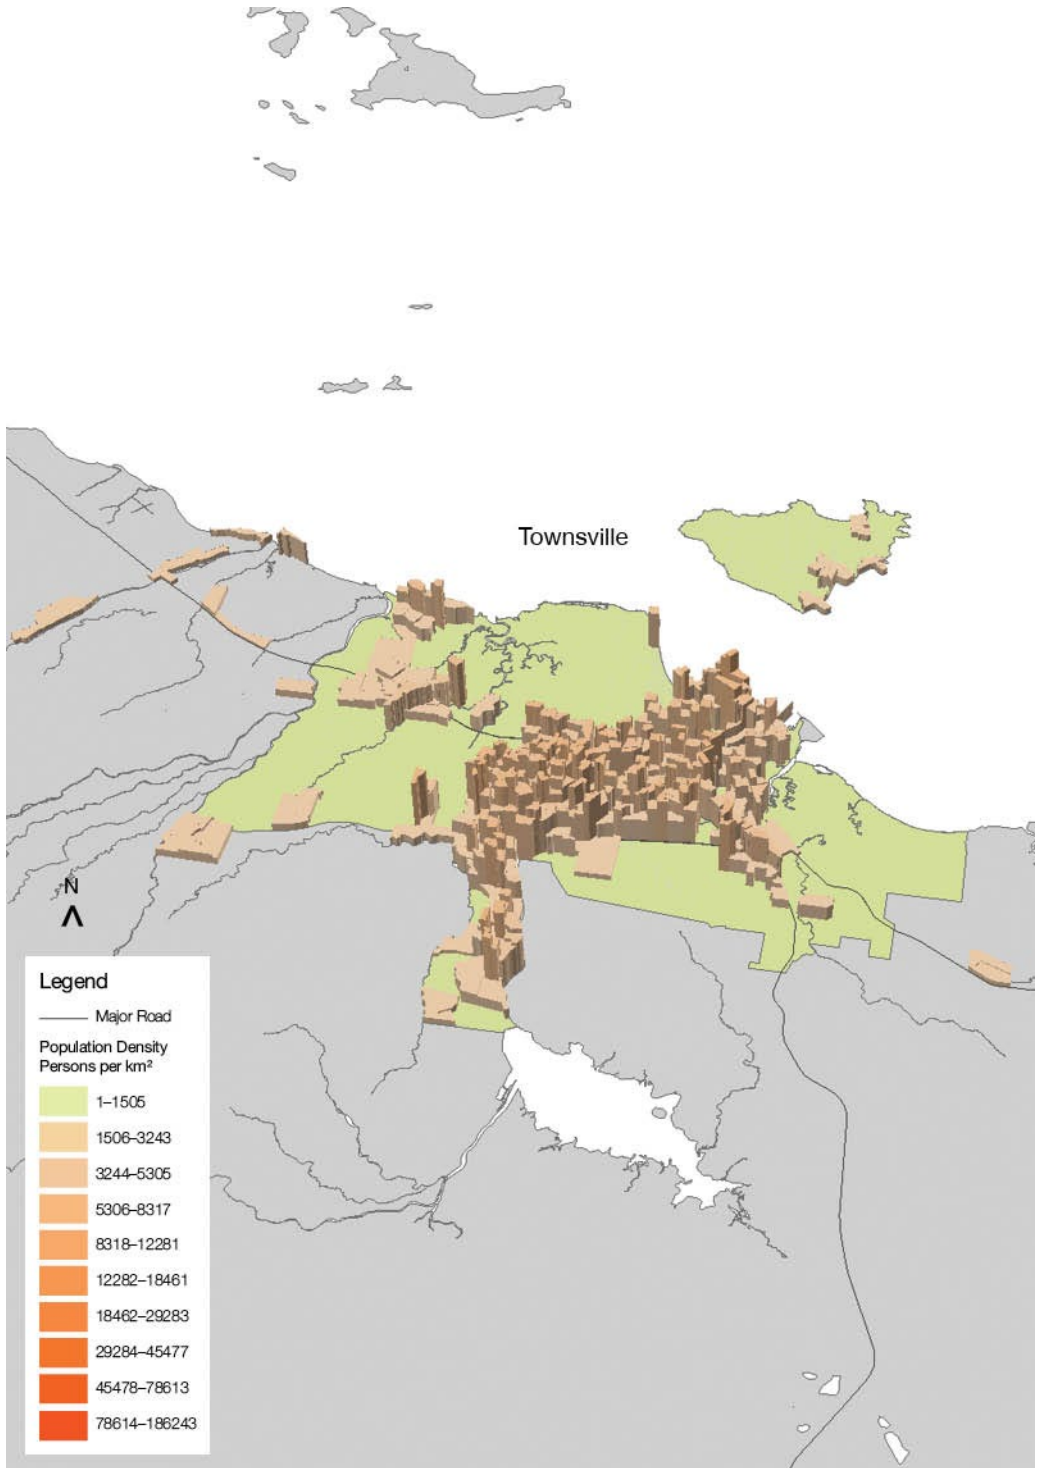 Townsville
N
Legend
Major Road
Population Density
Persons per km²
1–1505
1506–3243
3244–5305
5306–8317
8318–12281
12282–18461
18462–29283
29284–45477
45478–78613
78614–186243